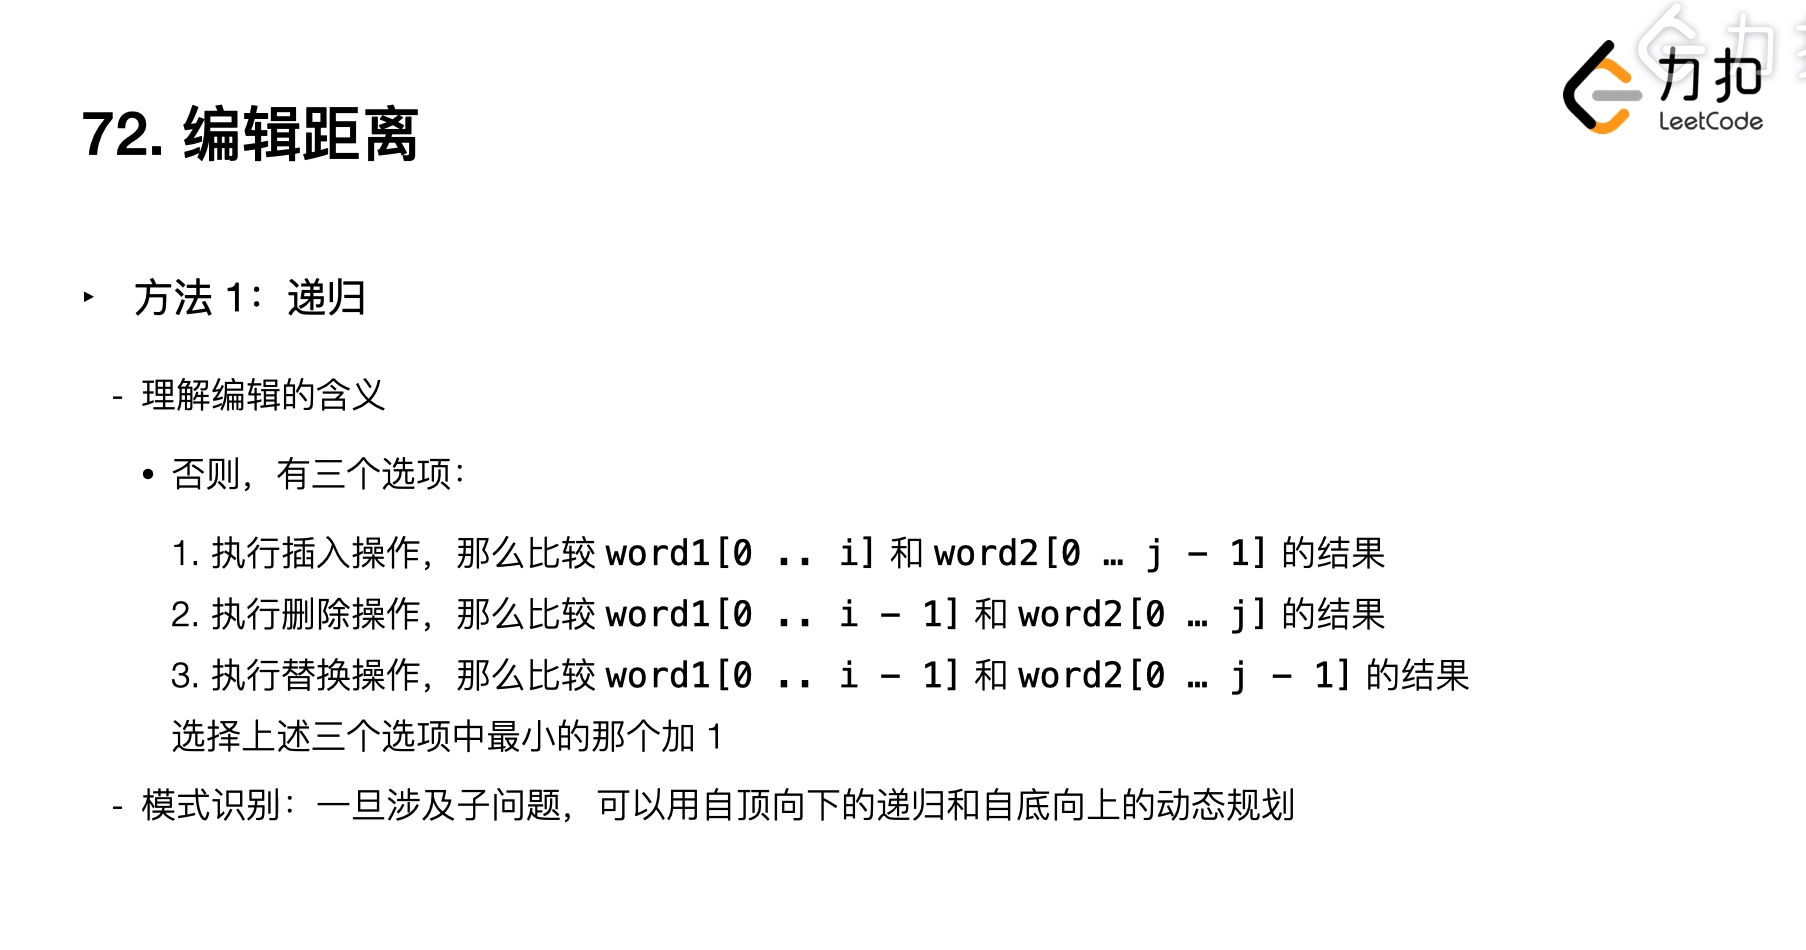 力扣
力扣
LeetCode
72. 编辑距离
‣ 方法 1：递归
- 理解编辑的含义
• 否则，有三个选项：
1. 执行插入操作，那么比较 word1[0 .. i] 和 word2[0 … j - 1] 的结果
2. 执行删除操作，那么比较 word1[0 .. i - 1] 和 word2[0 … j] 的结果
3. 执行替换操作，那么比较 word1[0 .. i - 1] 和 word2[0 … j - 1] 的结果
选择上述三个选项中最小的那个加 1
- 模式识别：一旦涉及子问题，可以用自顶向下的递归和自底向上的动态规划